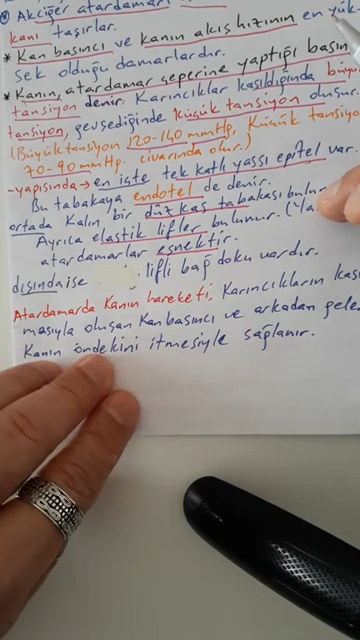 * Akciğer atardamarı
kanı taşırlar.
* Kan basıncı ve kanın akış hızının en yük
sek olduğu damarlardır.
* Kanın, atardamar çeperine yaptığı basın
tansiyon denir. Karıncıklar kasıldığında büyü
tansiyon, gevşediğinde küçük tansiyon oluşur.
(Büyük tansiyon 120-140 mmHg. Küçük tansiyo
70-90 mmHg. civarında olur.)
-yapısında→ en içte tek katlı yassı epitel var.
Bu tabakaya endotel de denir.
ortada kalın bir düz kas tabakası bulun
Ayrıca elastik lifler bulunur. (
atardamarlar esnektir.
dışında ise lifli bağ doku vardır.
Atardamarda kanın hareketi, Karıncıkların kası
masıyla oluşan Kan basıncı ve arkadan gele
Kanın öndekini itmesiyle sağlanır.